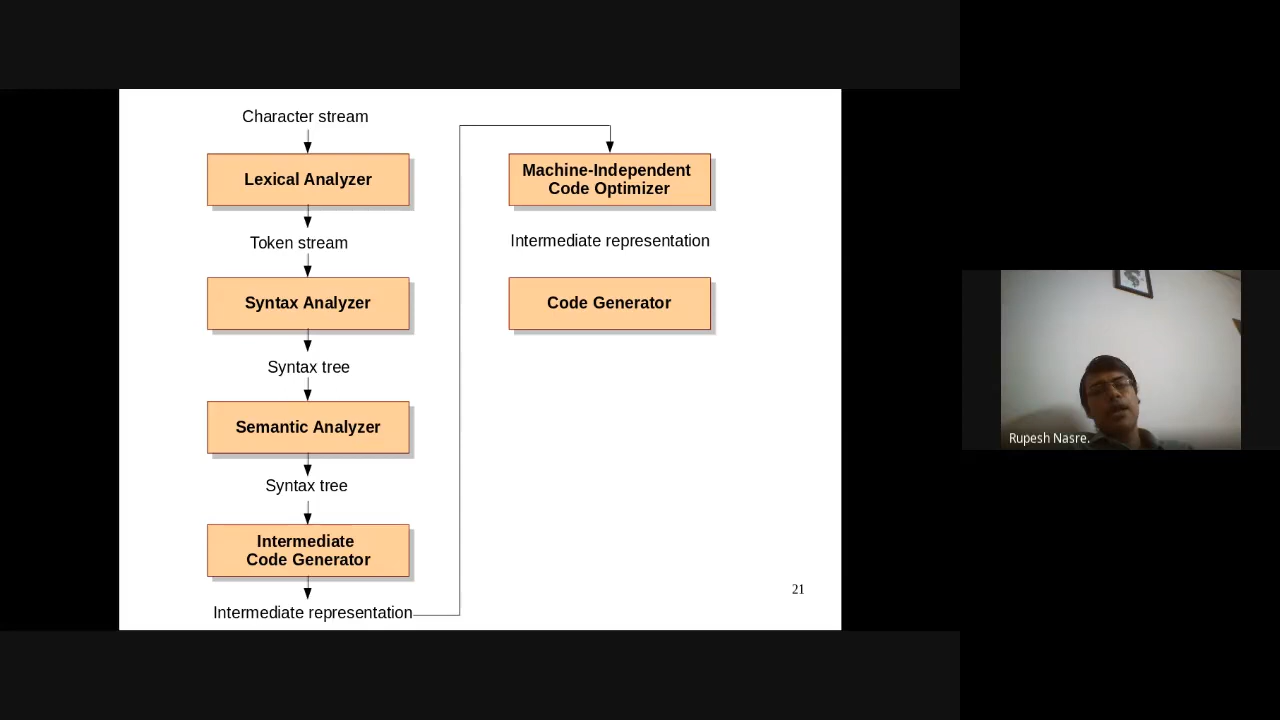 Character stream
Lexical Analyzer
Token stream
Syntax Analyzer
Syntax tree
Semantic Analyzer
Syntax tree
Intermediate
Code Generator
Intermediate representation
Machine-Independent
Code Optimizer
Intermediate representation
Code Generator
21
Rupesh Nasre.